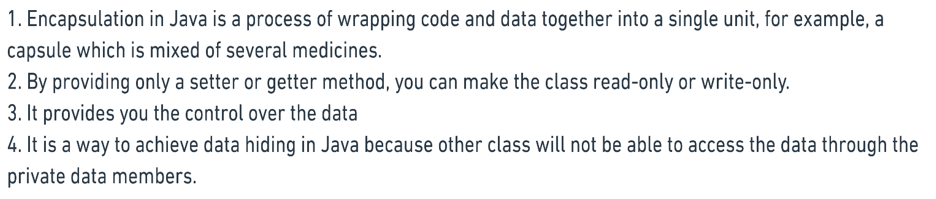 1. Encapsulation in Java is a process of wrapping code and data together into a single unit, for example, a
capsule which is mixed of several medicines.
2. By providing only a setter or getter method, you can make the class read-only or write-only.
3. It provides you the control over the data
4. It is a way to achieve data hiding in Java because other class will not be able to access the data through the
private data members.